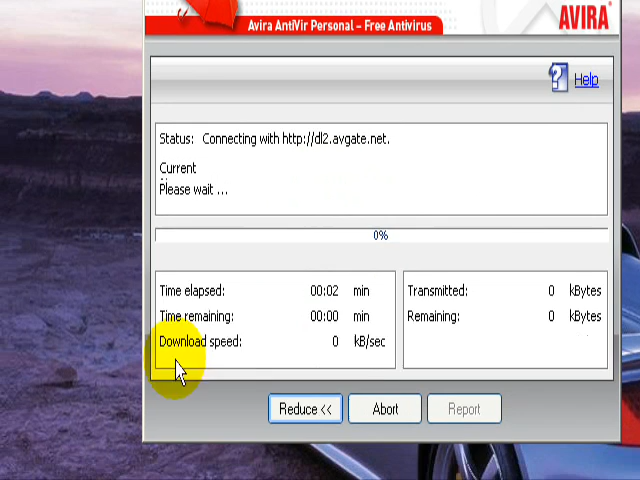 Avira AntiVir Personal – Free Antivirus
AVIRA
Help
Status: Connecting with http://dl2.avgate.net.
Current
Please wait ...
0%
Time elapsed: 00:02 min
Time remaining: 00:00 min
Download speed: 0 kB/sec
Transmitted: 0 kBytes
Remaining: 0 kBytes
Reduce << Abort Report